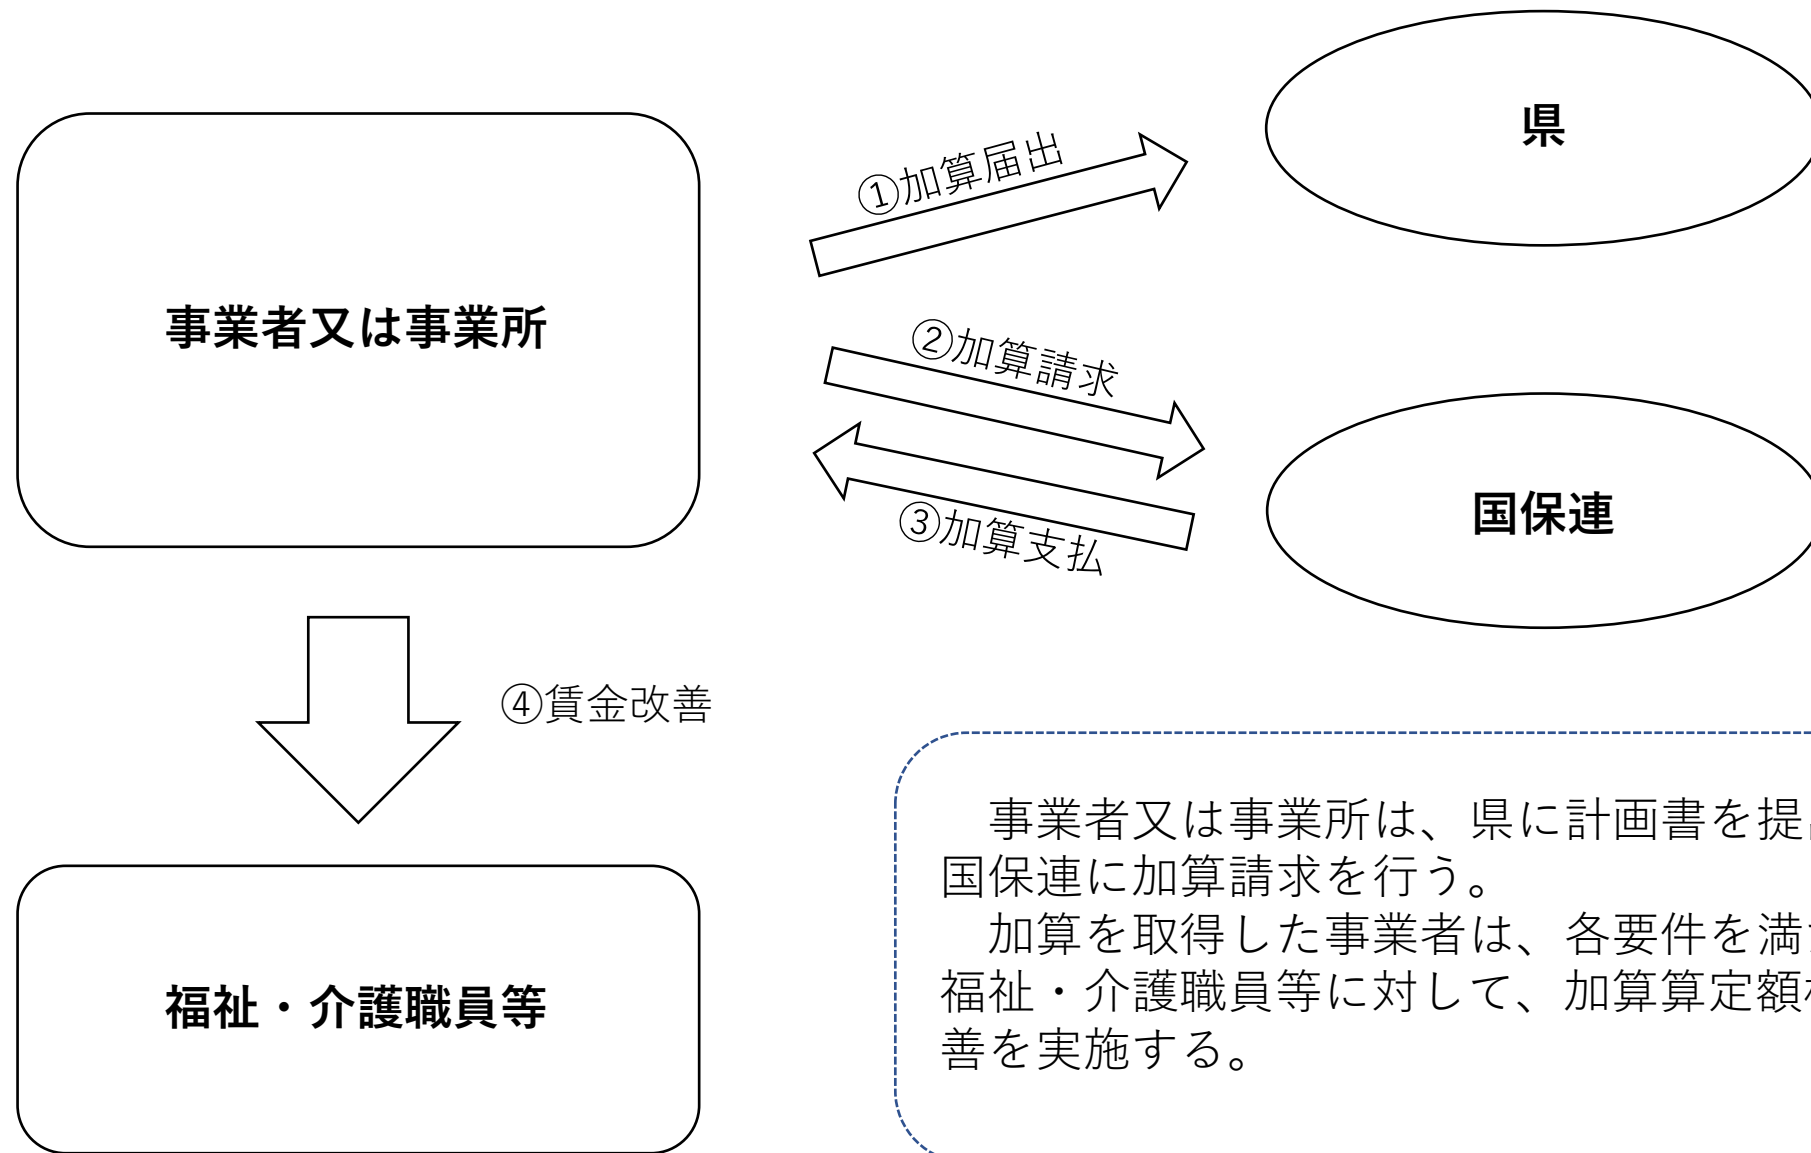 県
①加算届出
事業者又は事業所
②加算請求
国保連
③加算支払
④賃金改善
事業者又は事業所は、県に計画書を提
国保連に加算請求を行う。
加算を取得した事業者は、各要件を満
福祉・介護職員等に対して、加算算定額
善を実施する。
福祉・介護職員等